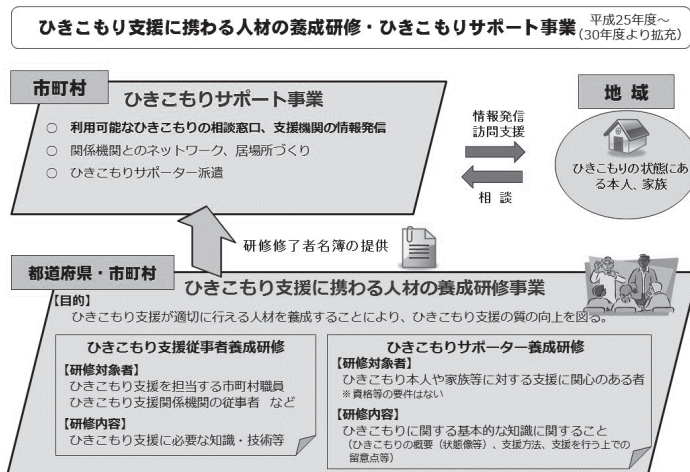 ひきこもり支援に携わる人材の養成研修・ひきこもりサポート事業
平成25年度～
（30年度より拡充）
市町村
ひきこもりサポート事業
○ 利用可能なひきこもりの相談窓口、支援機関の情報発信
○ 関係機関とのネットワーク、居場所づくり
○ ひきこもりサポーター派遣
情報発信
訪問支援
相 談
地 域
ひきこもりの状態にあ
る本人、家族
研修修了者名簿の提供
都道府県・市町村
ひきこもり支援に携わる人材の養成研修事業
【目的】
ひきこもり支援が適切に行える人材を養成することにより、ひきこもり支援の質の向上を図る。
ひきこもり支援従事者養成研修
【研修対象者】
ひきこもり支援を担当する市町村職員
ひきこもり支援関係機関の従事者 など
【研修内容】
ひきこもり支援に必要な知識・技術等
ひきこもりサポーター養成研修
【研修対象者】
ひきこもり本人や家族等に対する支援に関心のある者
※資格等の要件はない
【研修内容】
ひきこもりに関する基本的な知識に関すること
（ひきこもりの概要（状態像等）、支援方法、支援を行う上での
留意点等）